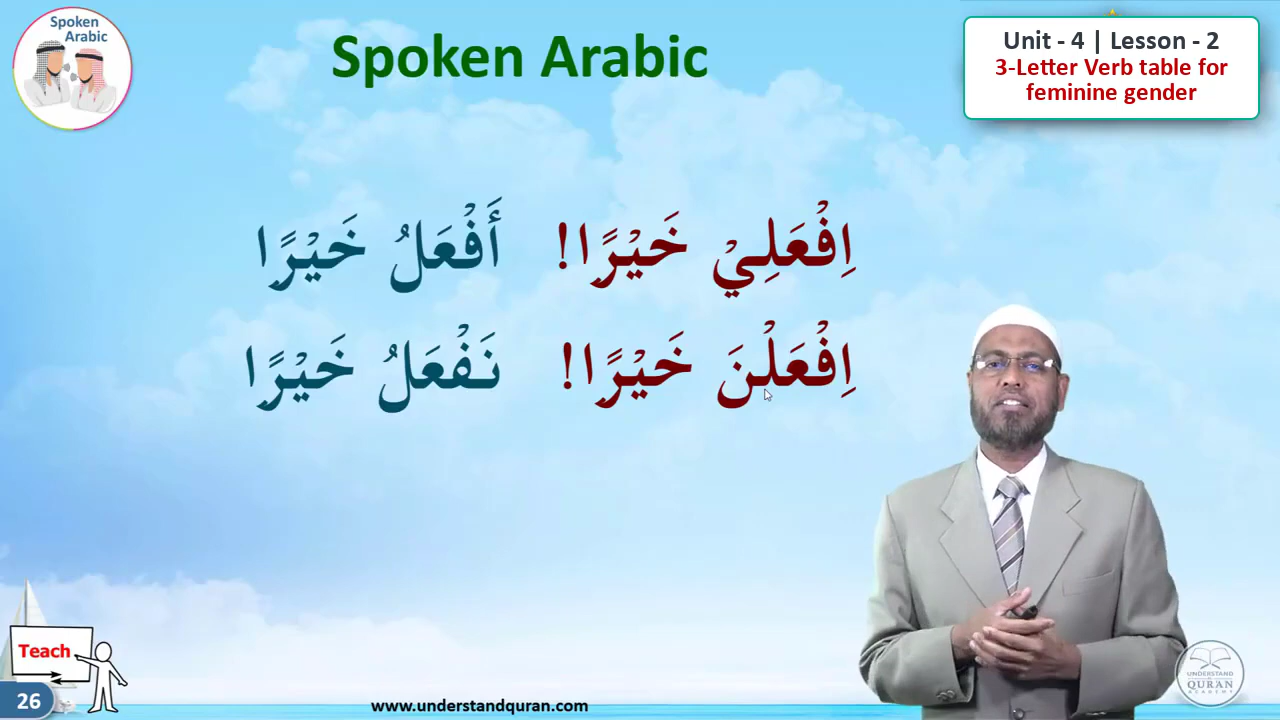 Spoken
Arabic
Spoken Arabic
Unit - 4 | Lesson - 2
3-Letter Verb table for
feminine gender
اِفْعَلِيْ خَيْرًا! أَفْعَلُ خَيْرًا
اِفْعَلْنَ خَيْرًا! نَفْعَلُ خَيْرًا
Teach
26
www.understandquran.com
UNDERSTAND
QURAN
ACADEMY